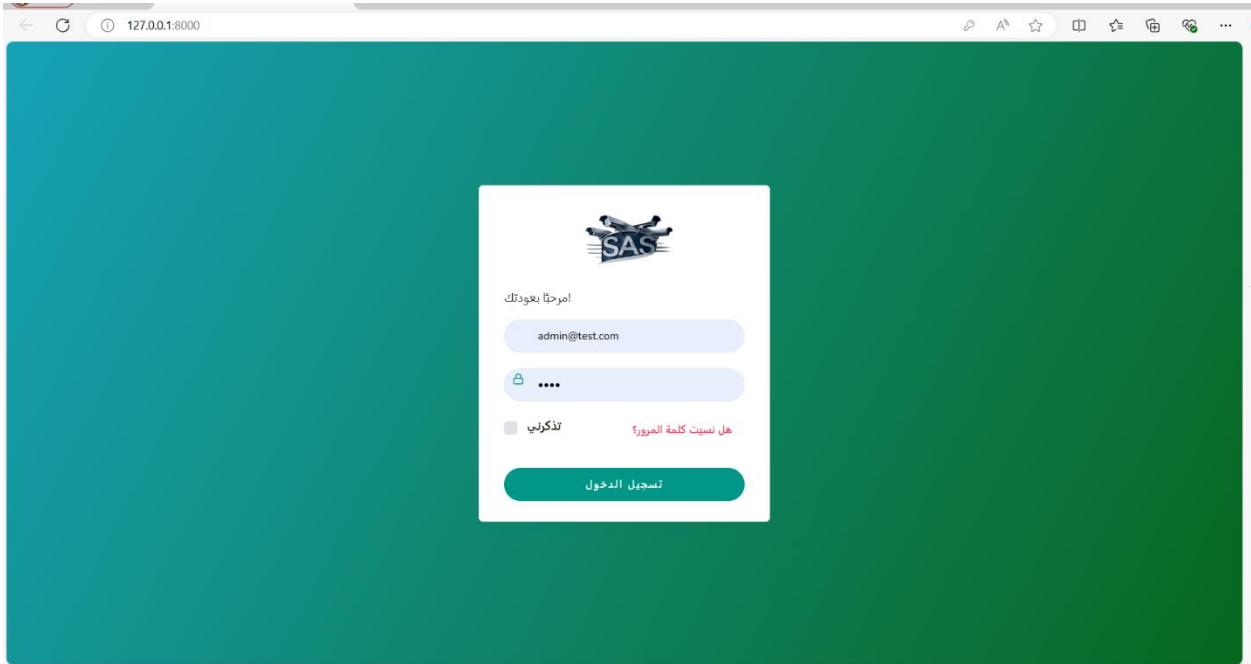 127.0.0.1:8000
SAS
!مرحبًا بعودتك
admin@test.com
••••
تذكرني
هل نسيت كلمة المرور؟
تسجيل الدخول